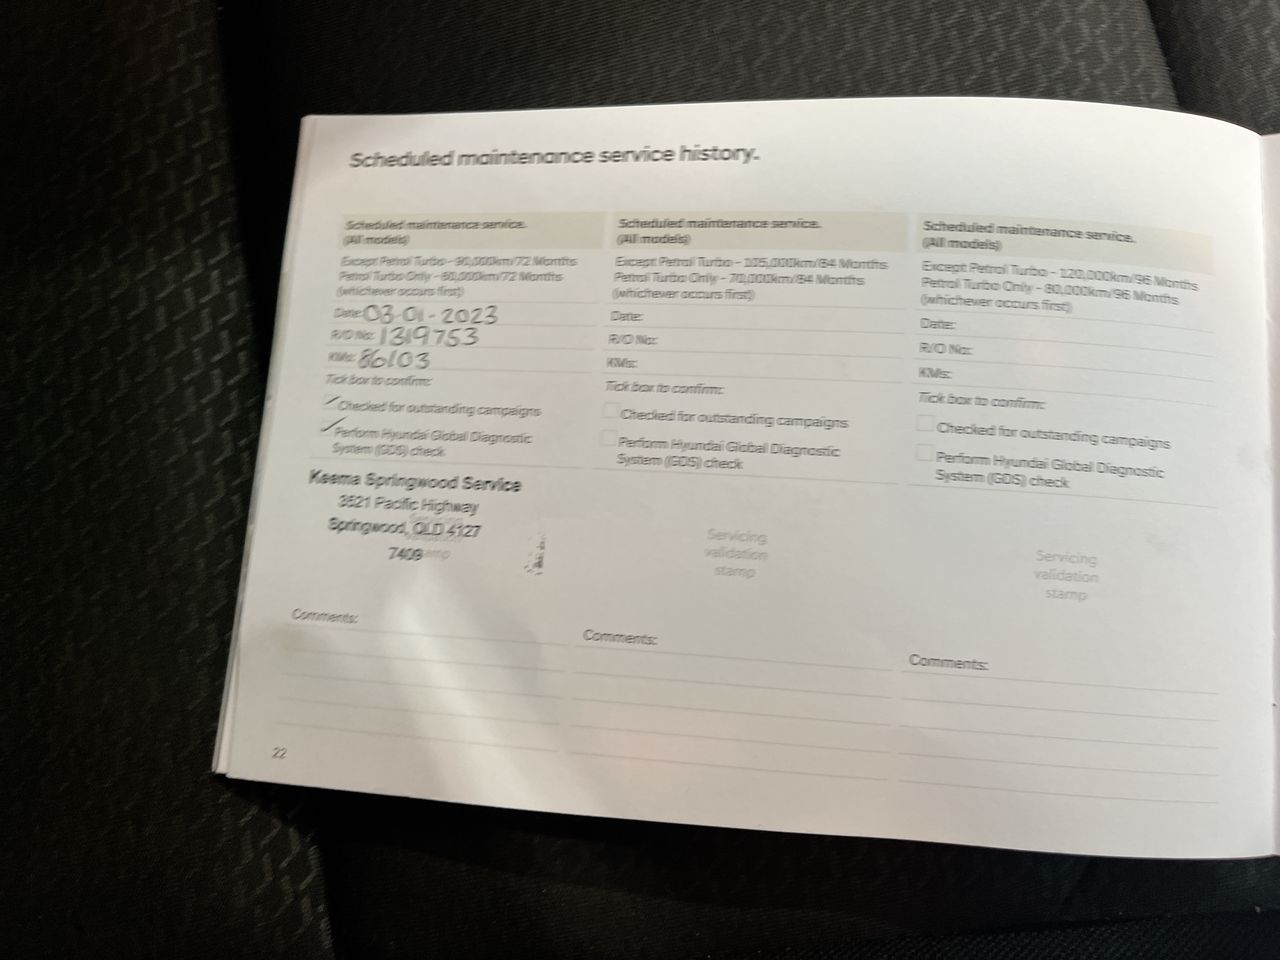 Scheduled maintenance service history.
Scheduled maintenance service.
(All models)
Except Petrol Turbo - 90,000km/72 Months
Petrol Turbo Only - 60,000km/72 Months
(whichever occurs first)
Date: 03-01-2023
R/O No: 1319753
KMs: 86103
Tick box to confirm:
Checked for outstanding campaigns
Perform Hyundai Global Diagnostic
System (GDS) check
Keema Springwood Service
3521 Pacific Highway
Springwood, QLD 4127
7409
Comments:
Scheduled maintenance service.
(All models)
Except Petrol Turbo - 105,000km/84 Months
Petrol Turbo Only - 70,000km/84 Months
(whichever occurs first)
Date:
R/O No:
KMs:
Tick box to confirm:
Checked for outstanding campaigns
Perform Hyundai Global Diagnostic
System (GDS) check
Servicing
validation
stamp
Comments:
Scheduled maintenance service.
(All models)
Except Petrol Turbo - 120,000km/96 Months
Petrol Turbo Only - 80,000km/96 Months
(whichever occurs first)
Date:
R/O No:
KMs:
Tick box to confirm:
Checked for outstanding campaigns
Perform Hyundai Global Diagnostic
System (GDS) check
Servicing
validation
stamp
Comments:
22